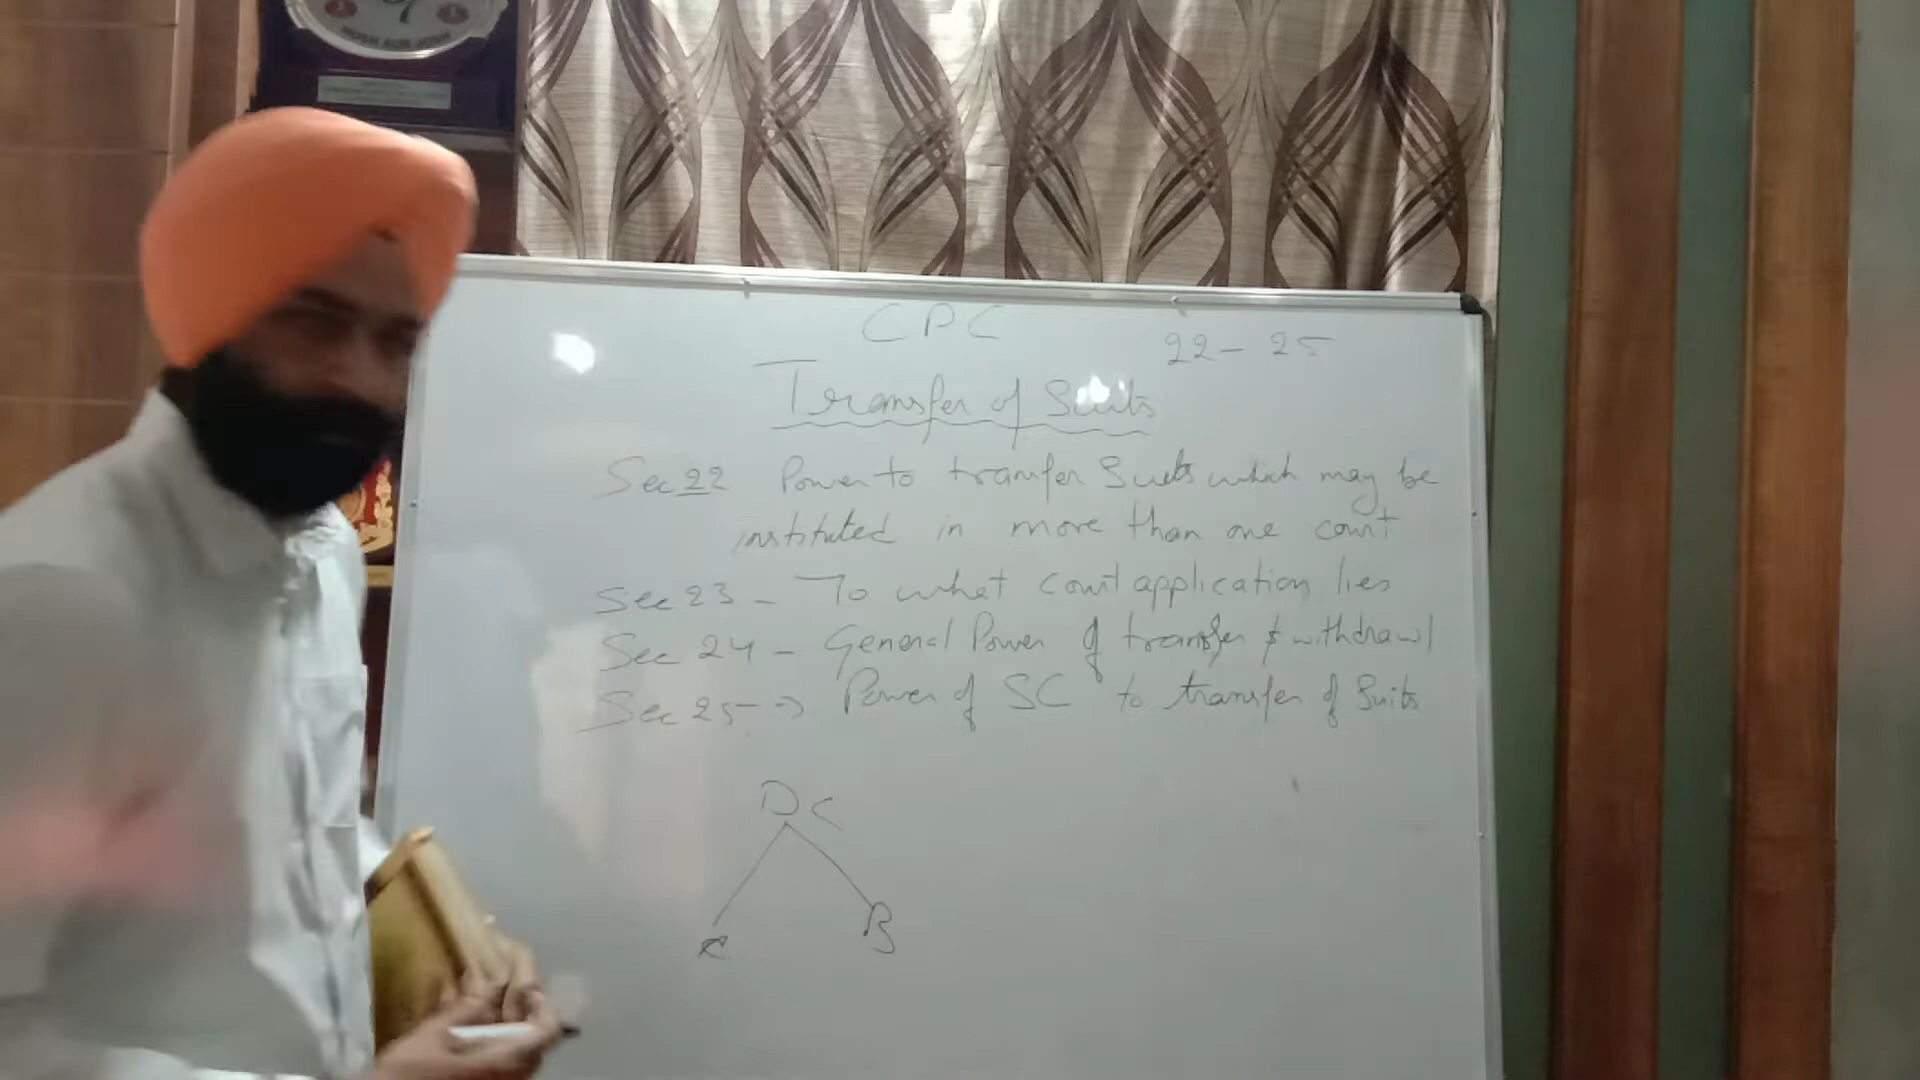 CPC
22-25
Transfer of Suits
Sec 22 Power to transfer Suits which may be
instituted in more than one court
Sec 23 - To what court application lies
Sec 24 - General Power of transfer & withdrawl
Sec 25 -> Power of SC to transfer of Suits
DC
B